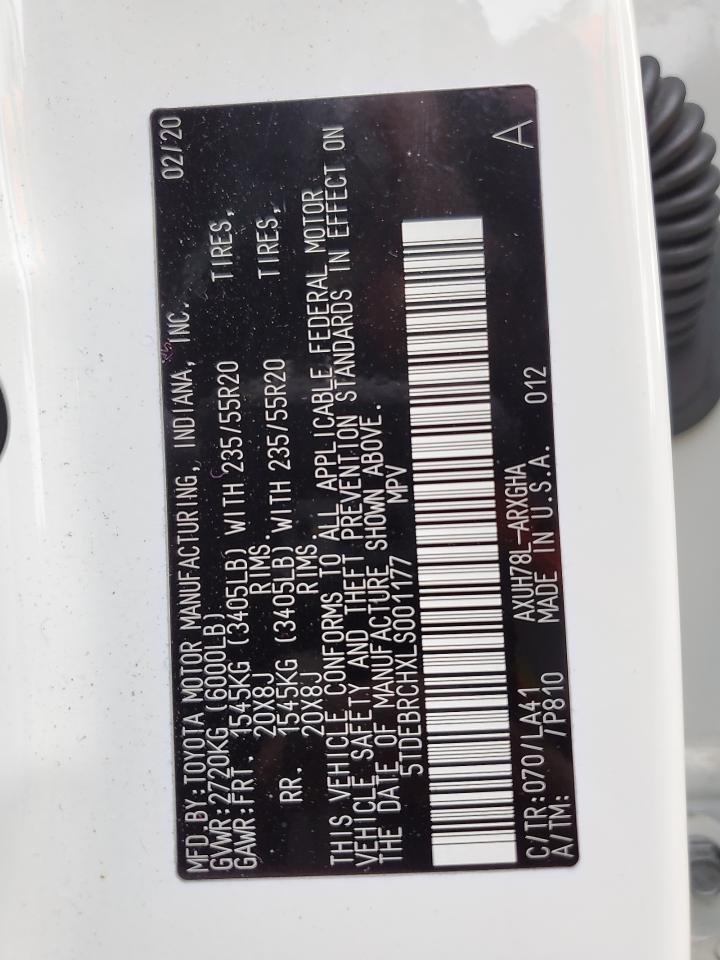 MFD.BY:TOYOTA MOTOR MANUFACTURING, INDIANA, INC. 02/20
GVWR:2720KG (6000LB)
GAWR:FRT. 1545KG (3405LB) WITH 235/55R20 TIRES,
20X8J RIMS.
RR. 1545KG (3405LB) WITH 235/55R20 TIRES,
20X8J RIMS.
THIS VEHICLE CONFORMS TO ALL APPLICABLE FEDERAL MOTOR
VEHICLE SAFETY AND THEFT PREVENTION STANDARDS IN EFFECT ON
THE DATE OF MANUFACTURE SHOWN ABOVE.
5TDEBRCHXLS001177 MPV
C/TR:070/LA41 AXUH78L-ARXGHA A
A/TM: /P810 MADE IN U.S.A. 012